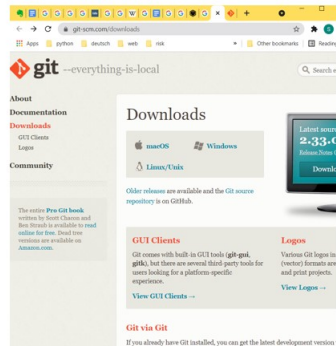 git-scm.com/downloads
Apps python deutsch web risk » Other bookmarks Reading
git --everything-is-local
Search e
About
Documentation
Downloads
GUI Clients
Logos
Community
The entire Pro Git book
written by Scott Chacon and
Ben Straub is available to read
online for free. Dead tree
versions are available on
Amazon.com.
Downloads
macOS Windows
Linux/Unix
Older releases are available and the Git source
repository is on GitHub.
Latest sourc
2.33.0
Release Notes
Downlo
GUI Clients
Git comes with built-in GUI tools (git-gui,
gitk), but there are several third-party tools for
users looking for a platform-specific
experience.
View GUI Clients →
Logos
Various Git logos in
(vector) formats are
and print projects.
View Logos →
Git via Git
If you already have Git installed, you can get the latest development version